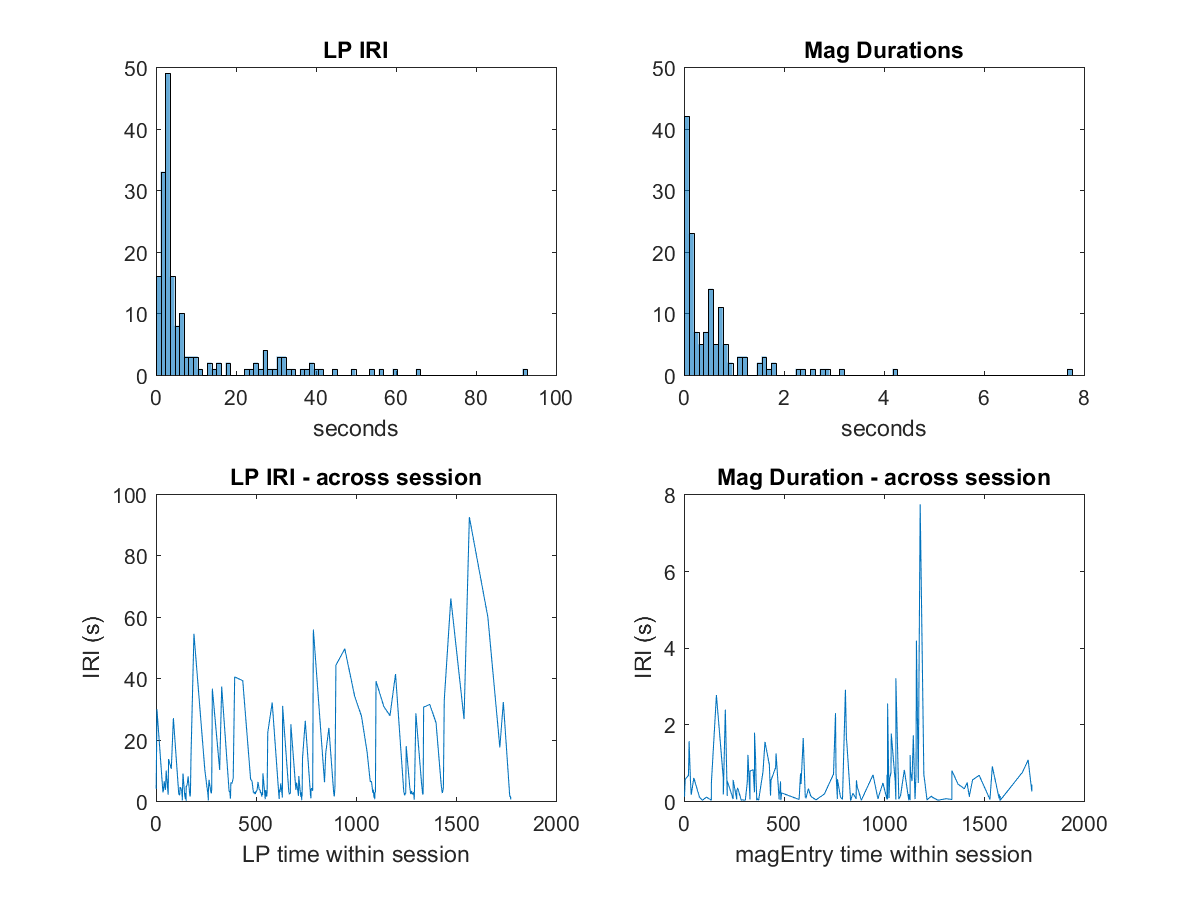 LP IRI
50
40
30
20
10
0
0 20 40 60 80 100
seconds
Mag Durations
50
40
30
20
10
0
0 2 4 6 8
seconds
LP IRI - across session
100
80
60
40
20
0
IRI (s)
0 500 1000 1500 2000
LP time within session
Mag Duration - across session
8
6
4
2
0
IRI (s)
0 500 1000 1500 2000
magEntry time within session